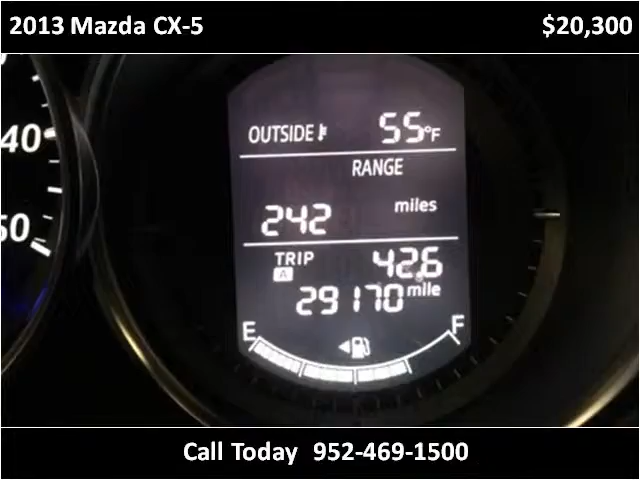 2013 Mazda CX-5 $20,300
40
50
OUTSIDE 55°F
RANGE
242 miles
TRIP A 42.6
29170 mile
E F
Call Today 952-469-1500